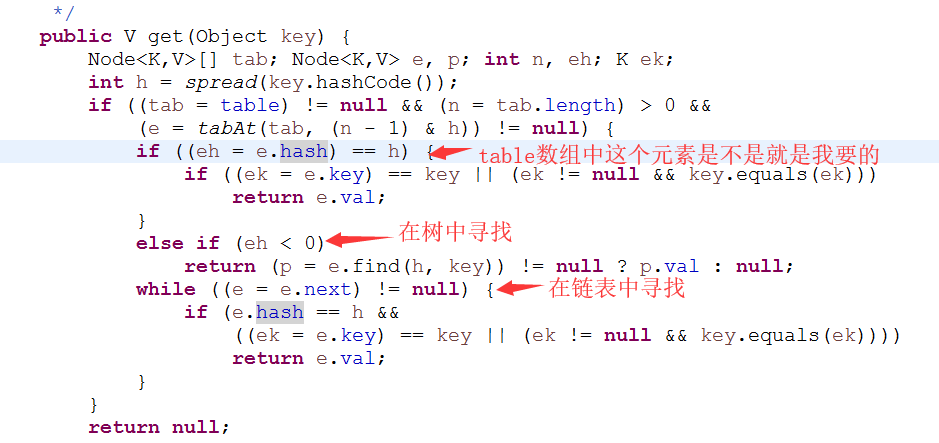 */
public V get(Object key) {
Node<K,V>[] tab; Node<K,V> e, p; int n, eh; K ek;
int h = spread(key.hashCode());
if ((tab = table) != null && (n = tab.length) > 0 &&
(e = tabAt(tab, (n - 1) & h)) != null) {
if ((eh = e.hash) == h) { table数组中这个元素是不是就是我要的
if ((ek = e.key) == key || (ek != null && key.equals(ek)))
return e.val;
}
else if (eh < 0) 在树中寻找
return (p = e.find(h, key)) != null ? p.val : null;
while ((e = e.next) != null) { 在链表中寻找
if (e.hash == h &&
((ek = e.key) == key || (ek != null && key.equals(ek))))
return e.val;
}
}
return null;